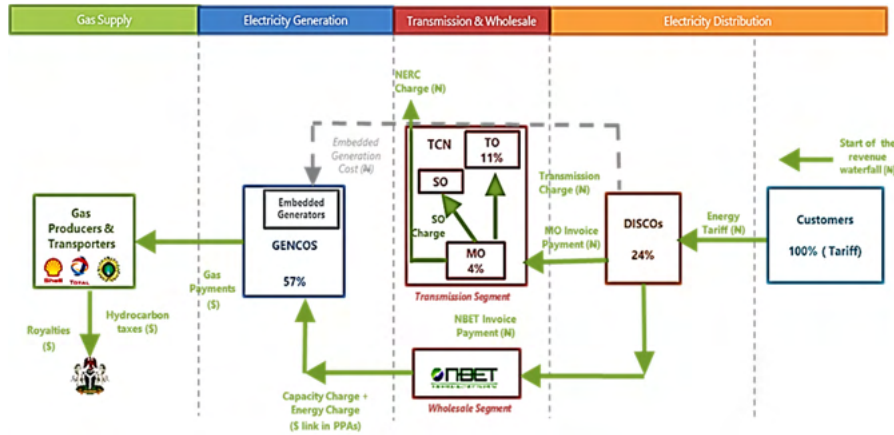 Gas Supply
Electricity Generation
Transmission & Wholesale
Electricity Distribution
NERC
Charge (₦)
Embedded
Generation
Cost (₦)
TCN
TO
11%
SO
SO
Charge
MO
4%
Transmission Segment
Transmission
Charge (₦)
MO Invoice
Payment (₦)
Start of the
revenue
waterfall (₦)
Gas
Producers &
Transporters
Shell
TOTAL
Embedded
Generators
GENCOS
57%
DISCOs
24%
Energy
Tariff (₦)
Customers
100% ( Tariff)
Gas
Payments
($)
Royalties
($)
Hydrocarbon
taxes ($)
NBET Invoice
Payment (₦)
NBET
Wholesale Segment
Capacity Charge +
Energy Charge
($ link in PPAs)